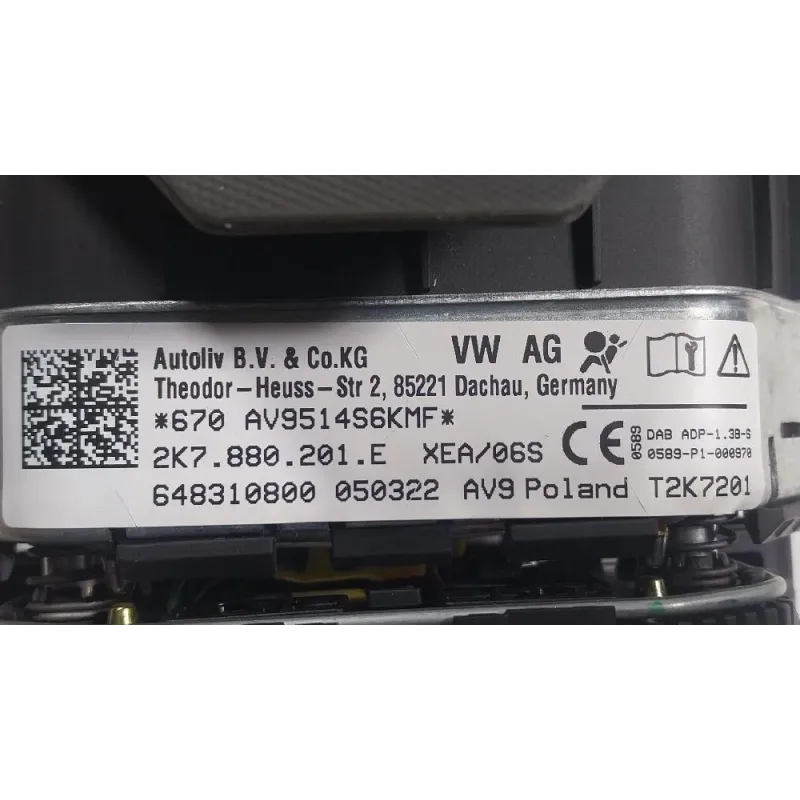 Autoliv B.V. & Co.KG VW AG
Theodor-Heuss-Str 2, 85221 Dachau, Germany
*670 AV9514S6KMF*
2K7.880.201.E XEA/06S CE 0589 DAB ADP-1.3B-S
0589-P1-000970
648310800 050322 AV9 Poland T2K7201